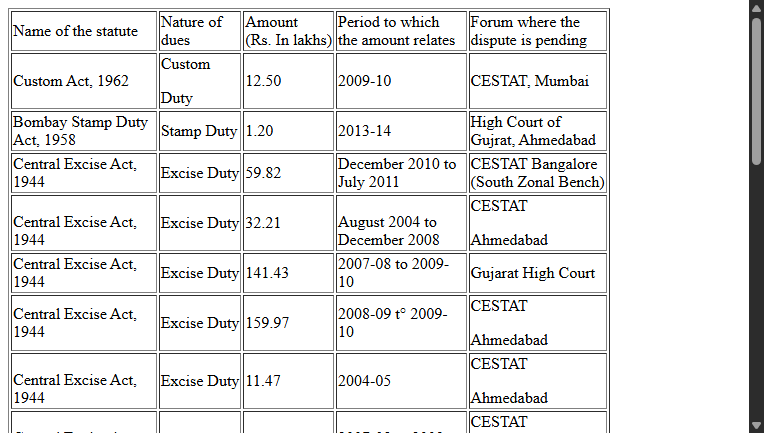 Name of the statute
Nature of
dues
Amount
(Rs. In lakhs)
Period to which
the amount relates
Forum where the
dispute is pending
Custom Act, 1962
Custom
Duty
12.50
2009-10
CESTAT, Mumbai
Bombay Stamp Duty
Act, 1958
Stamp Duty
1.20
2013-14
High Court of
Gujrat, Ahmedabad
Central Excise Act,
1944
Excise Duty
59.82
December 2010 to
July 2011
CESTAT Bangalore
(South Zonal Bench)
Central Excise Act,
1944
Excise Duty
32.21
August 2004 to
December 2008
CESTAT
Ahmedabad
Central Excise Act,
1944
Excise Duty
141.43
2007-08 to 2009-
10
Gujarat High Court
Central Excise Act,
1944
Excise Duty
159.97
2008-09 t° 2009-
10
CESTAT
Ahmedabad
Central Excise Act,
1944
Excise Duty
11.47
2004-05
CESTAT
Ahmedabad
CESTAT